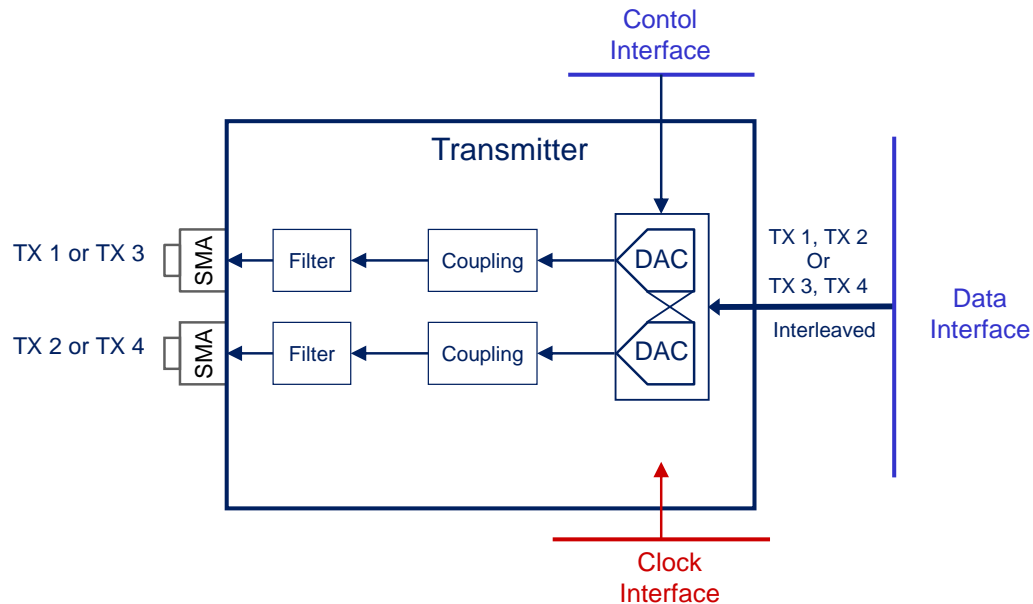 Contol
Interface
Transmitter
TX 1 or TX 3
SMA
Filter
Coupling
DAC
TX 1, TX 2
Or
TX 3, TX 4
Interleaved
Data
Interface
TX 2 or TX 4
SMA
Filter
Coupling
DAC
Clock
Interface